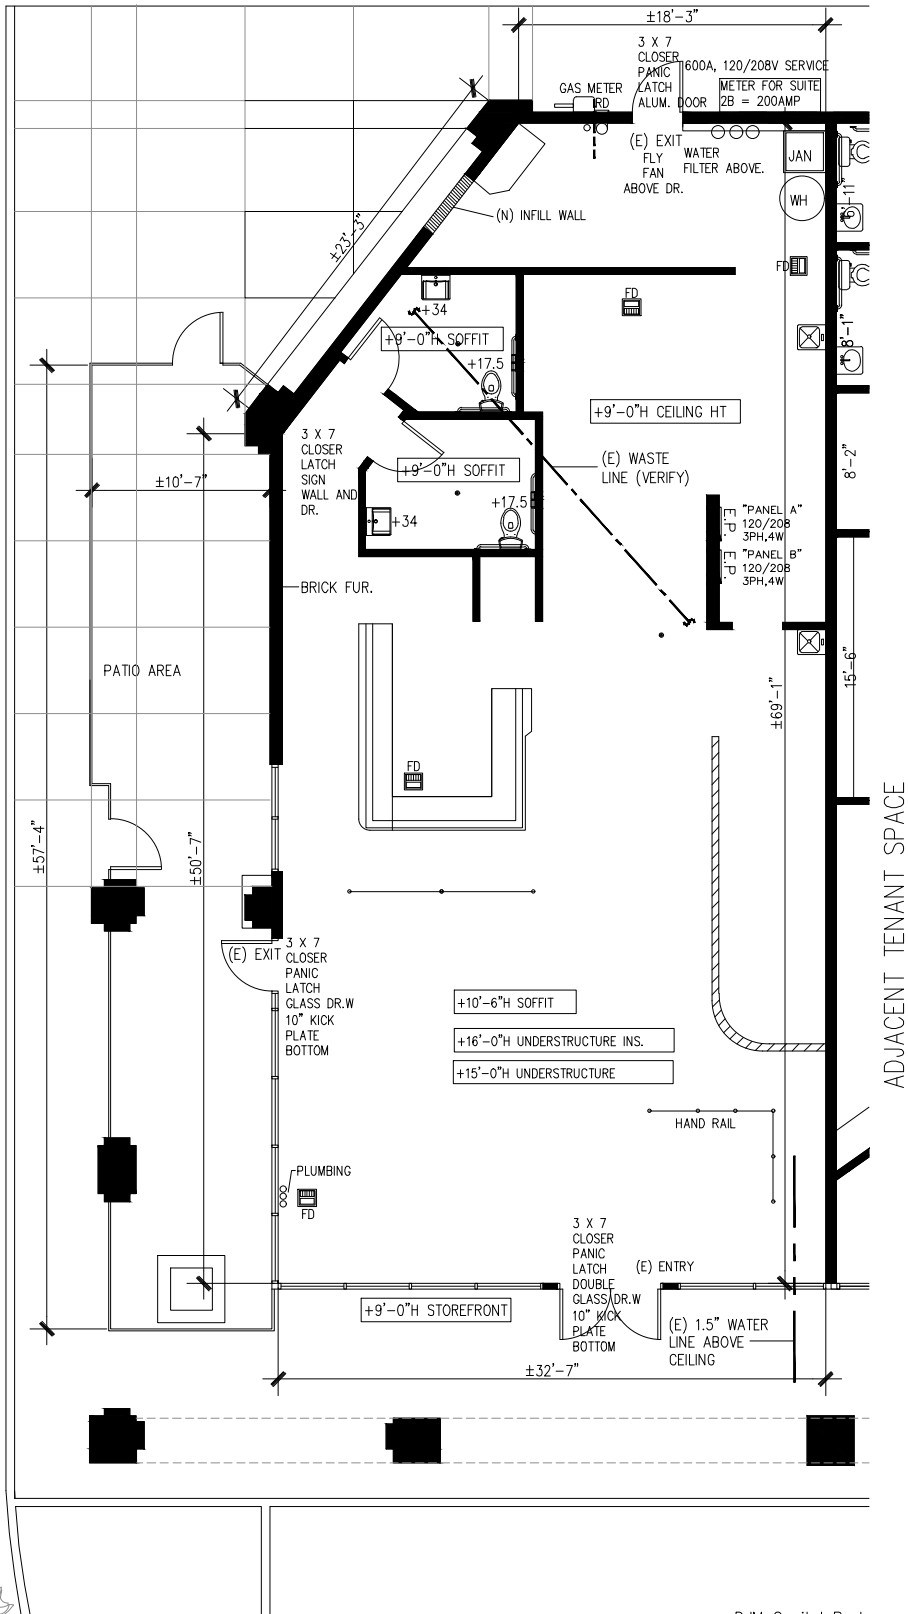 ±18'-3"
3 X 7
CLOSER
PANIC
LATCH
ALUM. DOOR
600A, 120/208V SERVICE
METER FOR SUITE
2B = 200AMP
GAS METER
RD
(E) EXIT
FLY
FAN
ABOVE DR.
WATER
FILTER ABOVE.
JAN
WH
(N) INFILL WALL
±23'-3"
FD
FD
+34
+9'-0"H SOFFIT
+17.5
8'-1"
+9'-0"H CEILING HT
3 X 7
CLOSER
LATCH
SIGN
WALL AND
DR.
+9'-0"H SOFFIT
(E) WASTE
LINE (VERIFY)
8'-2"
±10'-7"
+17.5
+34
E.P.
"PANEL A"
120/208
3PH,4W
E.P.
"PANEL B"
120/208
3PH,4W
BRICK FUR.
PATIO AREA
15'-6"
±69'-1"
FD
±57'-4"
±50'-7"
ADJACENT TENANT SPACE
(E) EXIT
3 X 7
CLOSER
PANIC
LATCH
GLASS DR.W
10" KICK
PLATE
BOTTOM
+10'-6"H SOFFIT
+16'-0"H UNDERSTRUCTURE INS.
+15'-0"H UNDERSTRUCTURE
HAND RAIL
PLUMBING
FD
3 X 7
CLOSER
PANIC
LATCH
DOUBLE
GLASS DR.W
10" KICK
PLATE
BOTTOM
(E) ENTRY
+9'-0"H STOREFRONT
(E) 1.5" WATER
LINE ABOVE
CEILING
±32'-7"